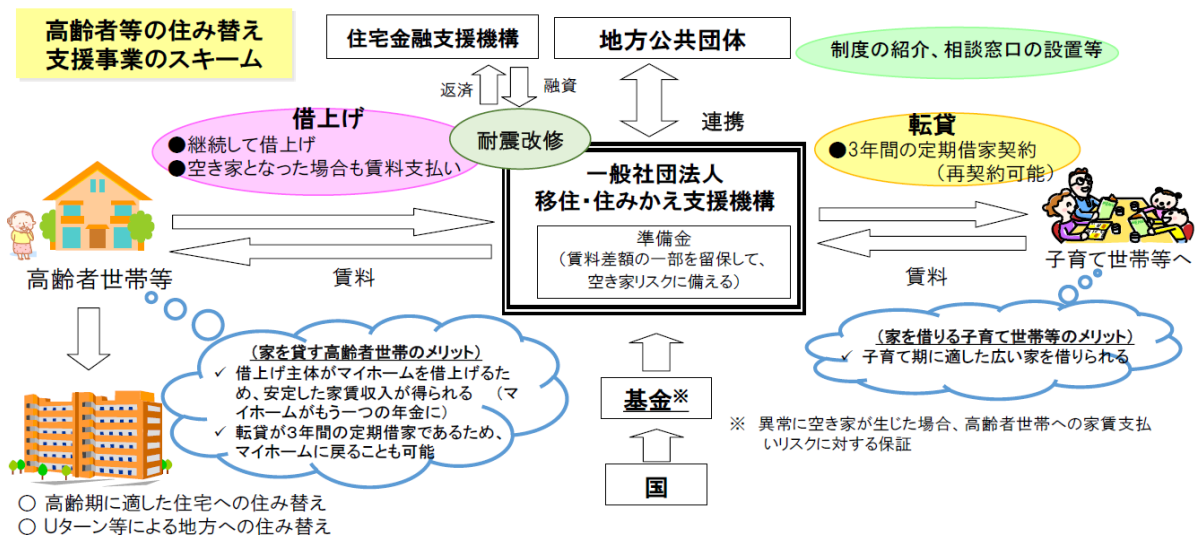 高齢者等の住み替え
支援事業のスキーム
住宅金融支援機構
地方公共団体
制度の紹介、相談窓口の設置等
返済
融資
連携
借上げ
●継続して借上げ
●空き家となった場合も賃料支払い
耐震改修
転貸
●3年間の定期借家契約
(再契約可能)
一般社団法人
移住・住みかえ支援機構
準備金
(賃料差額の一部を留保して、
空き家リスクに備える)
高齢者世帯等
賃料
賃料
子育て世帯等へ
(家を貸す高齢者世帯のメリット)
✓ 借上げ主体がマイホームを借上げるた
め、安定した家賃収入が得られる (マ
イホームがもう一つの年金に)
✓ 転貸が3年間の定期借家であるため、
マイホームに戻ることも可能
(家を借りる子育て世帯等のメリット)
✓ 子育て期に適した広い家を借りられる
基金※
国
※ 異常に空き家が生じた場合、高齢者世帯への家賃支払
いリスクに対する保証
○ 高齢期に適した住宅への住み替え
○ Uターン等による地方への住み替え